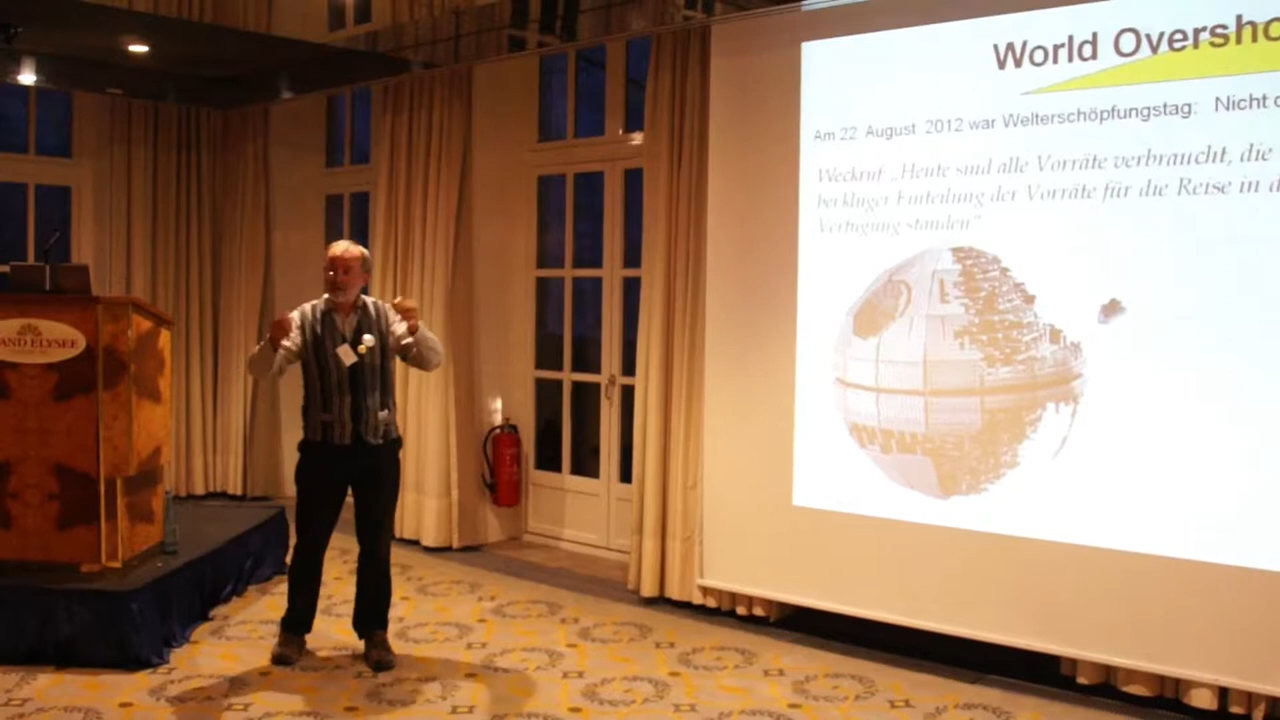 World Oversho
Am 22. August 2012 war Welterschöpfungstag: Nicht d
Weckruf: „Heute sind alle Vorräte verbraucht, die
bei kluger Einteilung der Vorräte für die Reise in d
Verfügung standen“
AND ELYSEE